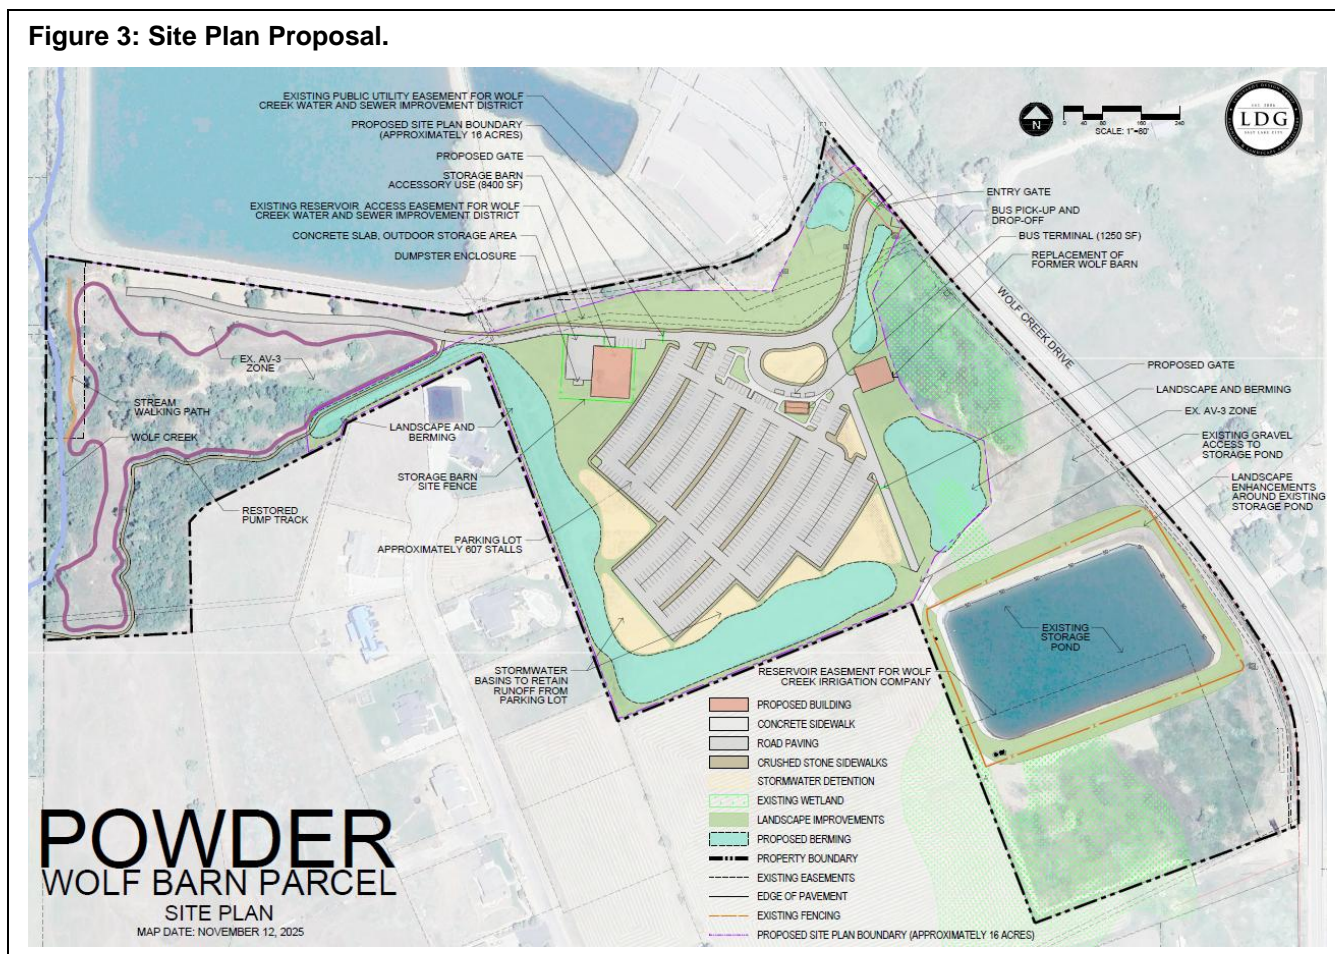 Figure 3: Site Plan Proposal.
EXISTING PUBLIC UTILITY EASEMENT FOR WOLF
CREEK WATER AND SEWER IMPROVEMENT DISTRICT
PROPOSED SITE PLAN BOUNDARY
(APPROXIMATELY 16 ACRES)
PROPOSED GATE
STORAGE BARN
ACCESSORY USE (8400 SF)
EXISTING RESERVOIR ACCESS EASEMENT FOR WOLF
CREEK WATER AND SEWER IMPROVEMENT DISTRICT
CONCRETE SLAB, OUTDOOR STORAGE AREA
DUMPSTER ENCLOSURE
N
0 40 80 160 240
SCALE: 1"=80'
LDG
ENTRY GATE
BUS PICK-UP AND
DROP-OFF
BUS TERMINAL (1250 SF)
REPLACEMENT OF
FORMER WOLF BARN
WOLF CREEK DRIVE
PROPOSED GATE
LANDSCAPE AND BERMING
EX. AV-3 ZONE
EXISTING GRAVEL
ACCESS TO
STORAGE POND
LANDSCAPE
ENHANCEMENTS
AROUND EXISTING
STORAGE POND
EX. AV-3
ZONE
STREAM
WALKING PATH
WOLF CREEK
LANDSCAPE AND
BERMING
STORAGE BARN
SITE FENCE
RESTORED
PUMP TRACK
PARKING LOT
APPROXIMATELY 607 STALLS
STORMWATER
BASINS TO RETAIN
RUNOFF FROM
PARKING LOT
EXISTING
STORAGE
POND
RESERVOIR EASEMENT FOR WOLF
CREEK IRRIGATION COMPANY
PROPOSED BUILDING
CONCRETE SIDEWALK
ROAD PAVING
CRUSHED STONE SIDEWALKS
STORMWATER DETENTION
EXISTING WETLAND
LANDSCAPE IMPROVEMENTS
PROPOSED BERMING
PROPERTY BOUNDARY
EXISTING EASEMENTS
EDGE OF PAVEMENT
EXISTING FENCING
PROPOSED SITE PLAN BOUNDARY (APPROXIMATELY 16 ACRES)
POWDER
WOLF BARN PARCEL
SITE PLAN
MAP DATE: NOVEMBER 12, 2025